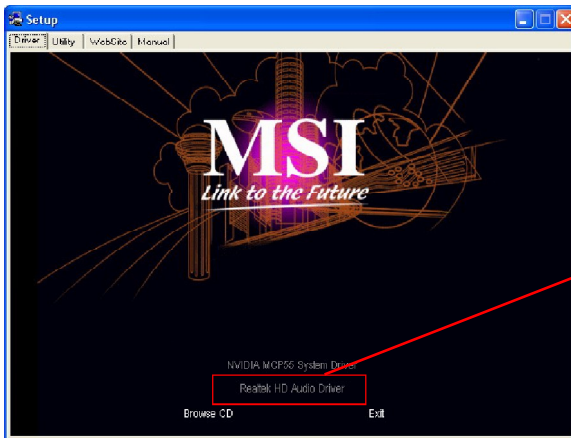 Setup
Driver Utility WebSite Manual
MSI
Link to the Future
NVIDIA MCP55 System Driver
Realtek HD Audio Driver
Browse CD Exit